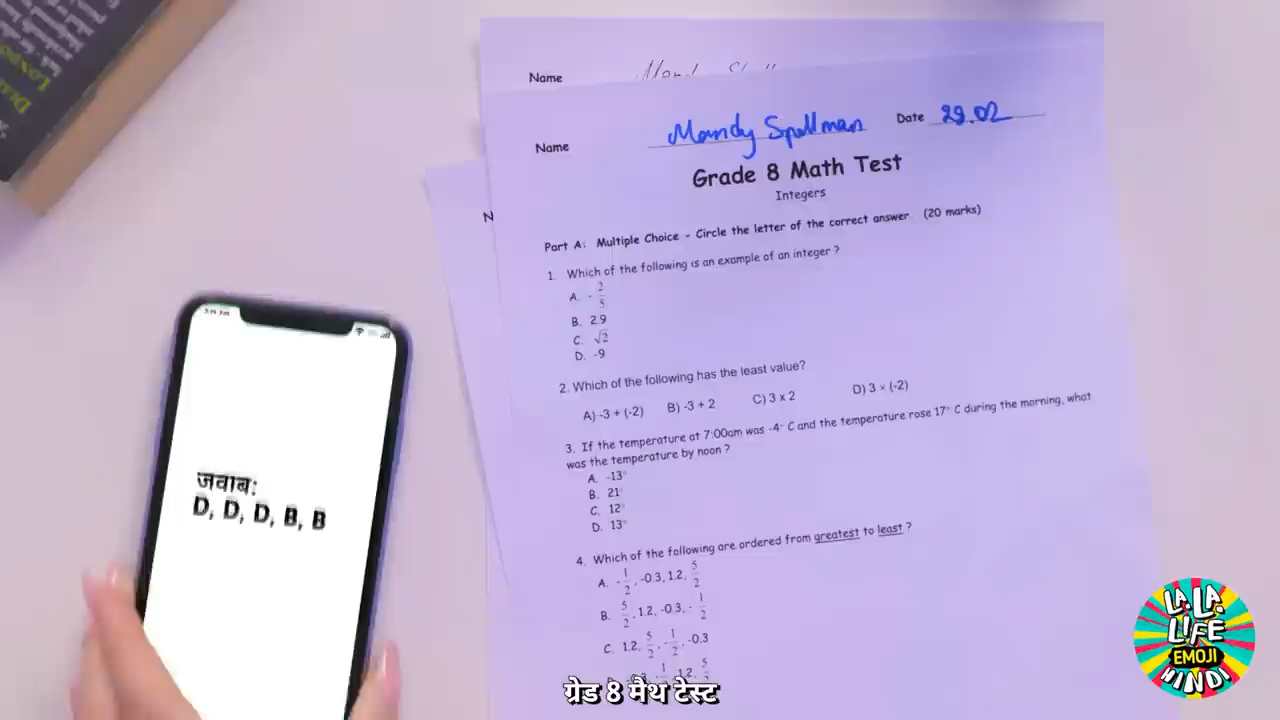 LONDON
Name
Name Mandy Spellman Date 29.02
Grade 8 Math Test
Integers
Part A: Multiple Choice - Circle the letter of the correct answer (20 marks)
1. Which of the following is an example of an integer ?
A. - 2/5
B. 2.9
C. √2
D. -9
2. Which of the following has the least value?
A) -3 + (-2) B) -3 + 2 C) 3 x 2 D) 3 × (-2)
3. If the temperature at 7:00am was -4° C and the temperature rose 17° C during the morning, what
was the temperature by noon ?
A. -13°
B. 21°
C. 12°
D. 13°
4. Which of the following are ordered from greatest to least ?
A. - 1/2, -0.3, 1.2, 5/2
B. 5/2, 1.2, -0.3, - 1/2
C. 1.2, 5/2, - 1/2, -0.3
जवाब:
D, D, D, B, B
ग्रेड 8 मैथ टेस्ट
LA LA
LIFE
EMOJI
HINDI